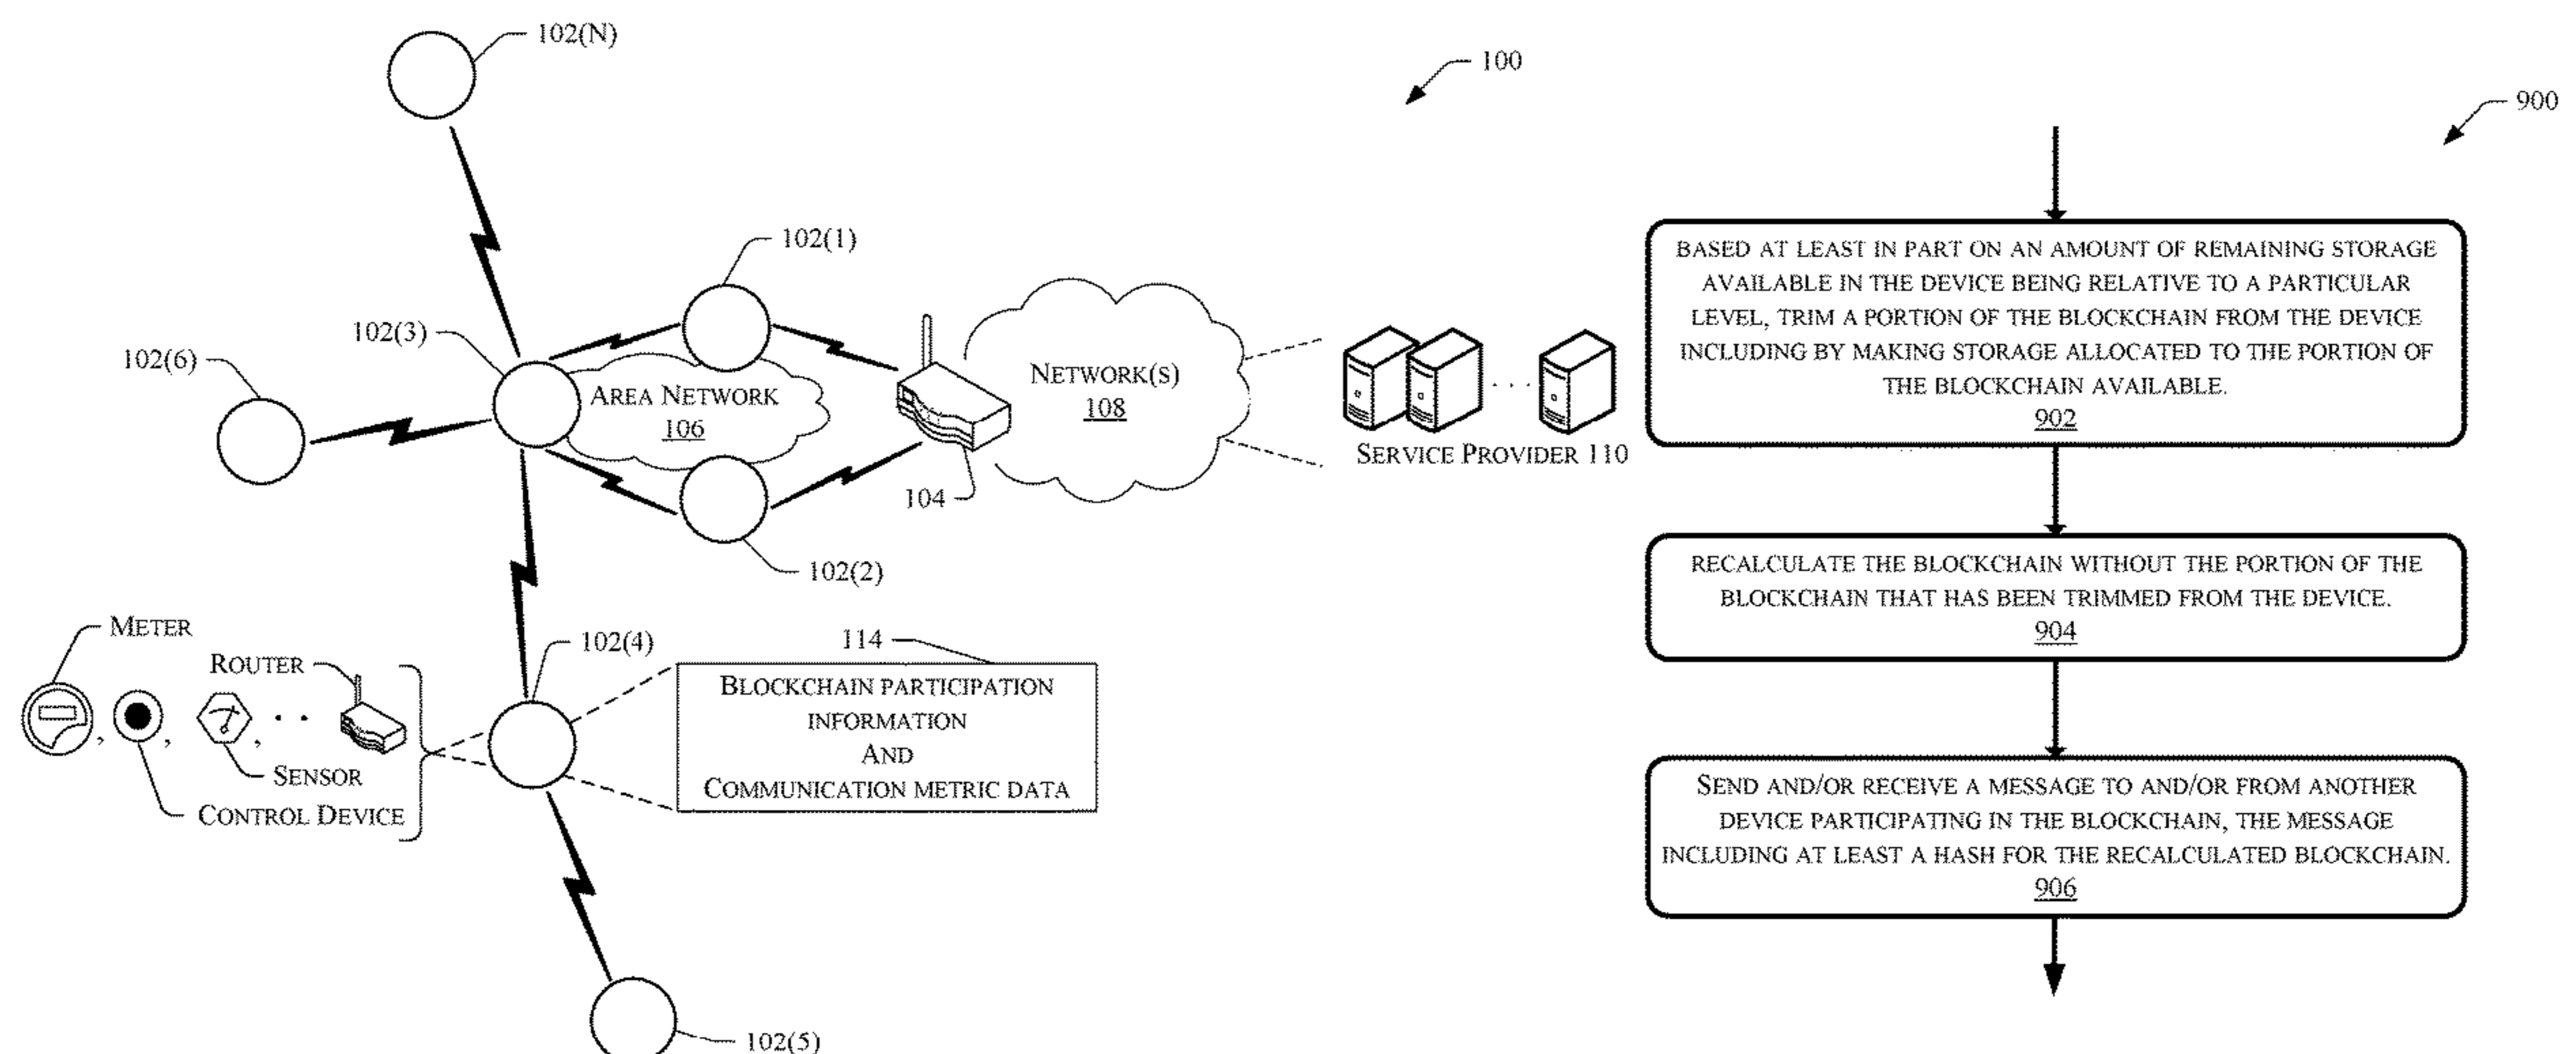 102(N)
100
900
102(1)
102(3)
102(6)
AREA NETWORK
106
NETWORK(S)
108
SERVICE PROVIDER 110
104
102(2)
METER
ROUTER
SENSOR
CONTROL DEVICE
102(4)
114
BLOCKCHAIN PARTICIPATION
INFORMATION
AND
COMMUNICATION METRIC DATA
102(5)
BASED AT LEAST IN PART ON AN AMOUNT OF REMAINING STORAGE
AVAILABLE IN THE DEVICE BEING RELATIVE TO A PARTICULAR
LEVEL, TRIM A PORTION OF THE BLOCKCHAIN FROM THE DEVICE
INCLUDING BY MAKING STORAGE ALLOCATED TO THE PORTION OF
THE BLOCKCHAIN AVAILABLE.
902
RECALCULATE THE BLOCKCHAIN WITHOUT THE PORTION OF THE
BLOCKCHAIN THAT HAS BEEN TRIMMED FROM THE DEVICE.
904
SEND AND/OR RECEIVE A MESSAGE TO AND/OR FROM ANOTHER
DEVICE PARTICIPATING IN THE BLOCKCHAIN, THE MESSAGE
INCLUDING AT LEAST A HASH FOR THE RECALCULATED BLOCKCHAIN.
906